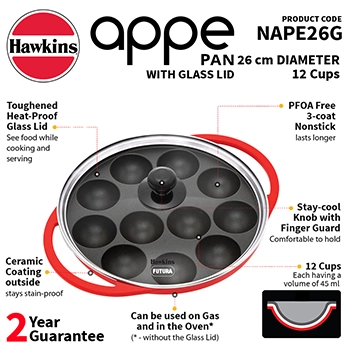 PRODUCT CODE
Hawkins
appe
NAPE26G
PAN 26 cm DIAMETER
WITH GLASS LID
12 Cups
Toughened
Heat-Proof
Glass Lid
See food while
cooking and
serving
PFOA Free
3-coat
Nonstick
lasts longer
Stay-cool
Knob with
Finger Guard
Comfortable to hold
Ceramic
Coating
outside
stays stain-proof
Hawkins
FUTURA
12 Cups
Each having a
volume of 45 ml
2 Year
Guarantee
Can be used on Gas
and in the Oven*
(* - without the Glass Lid)